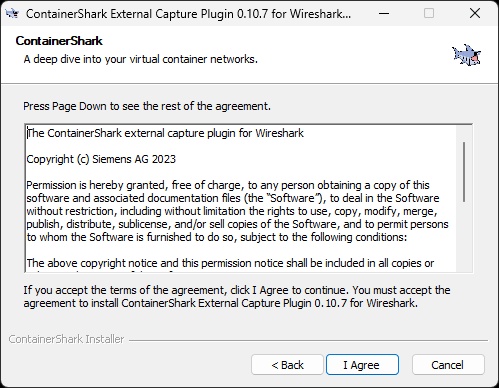 ContainerShark External Capture Plugin 0.10.7 for Wireshark...
ContainerShark
A deep dive into your virtual container networks.
Press Page Down to see the rest of the agreement.
The ContainerShark external capture plugin for Wireshark
Copyright (c) Siemens AG 2023
Permission is hereby granted, free of charge, to any person obtaining a copy of this
software and associated documentation files (the “Software”), to deal in the Software
without restriction, including without limitation the rights to use, copy, modify, merge,
publish, distribute, sublicense, and/or sell copies of the Software, and to permit persons
to whom the Software is furnished to do so, subject to the following conditions:
The above copyright notice and this permission notice shall be included in all copies or
If you accept the terms of the agreement, click I Agree to continue. You must accept the
agreement to install ContainerShark External Capture Plugin 0.10.7 for Wireshark.
ContainerShark Installer
< Back
I Agree
Cancel